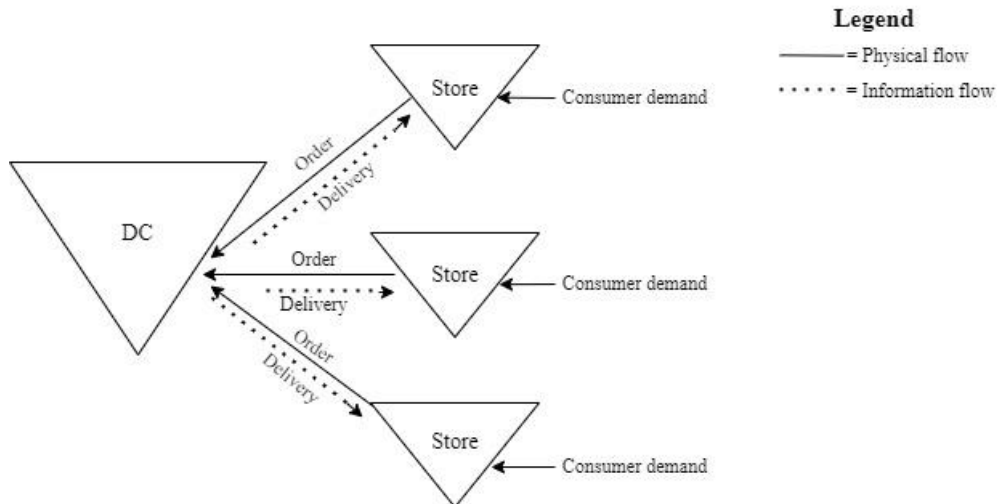 Legend
= Physical flow
= Information flow
Store
Consumer demand
Order
Delivery
DC
Order
Store
Consumer demand
Delivery
Order
Delivery
Store
Consumer demand